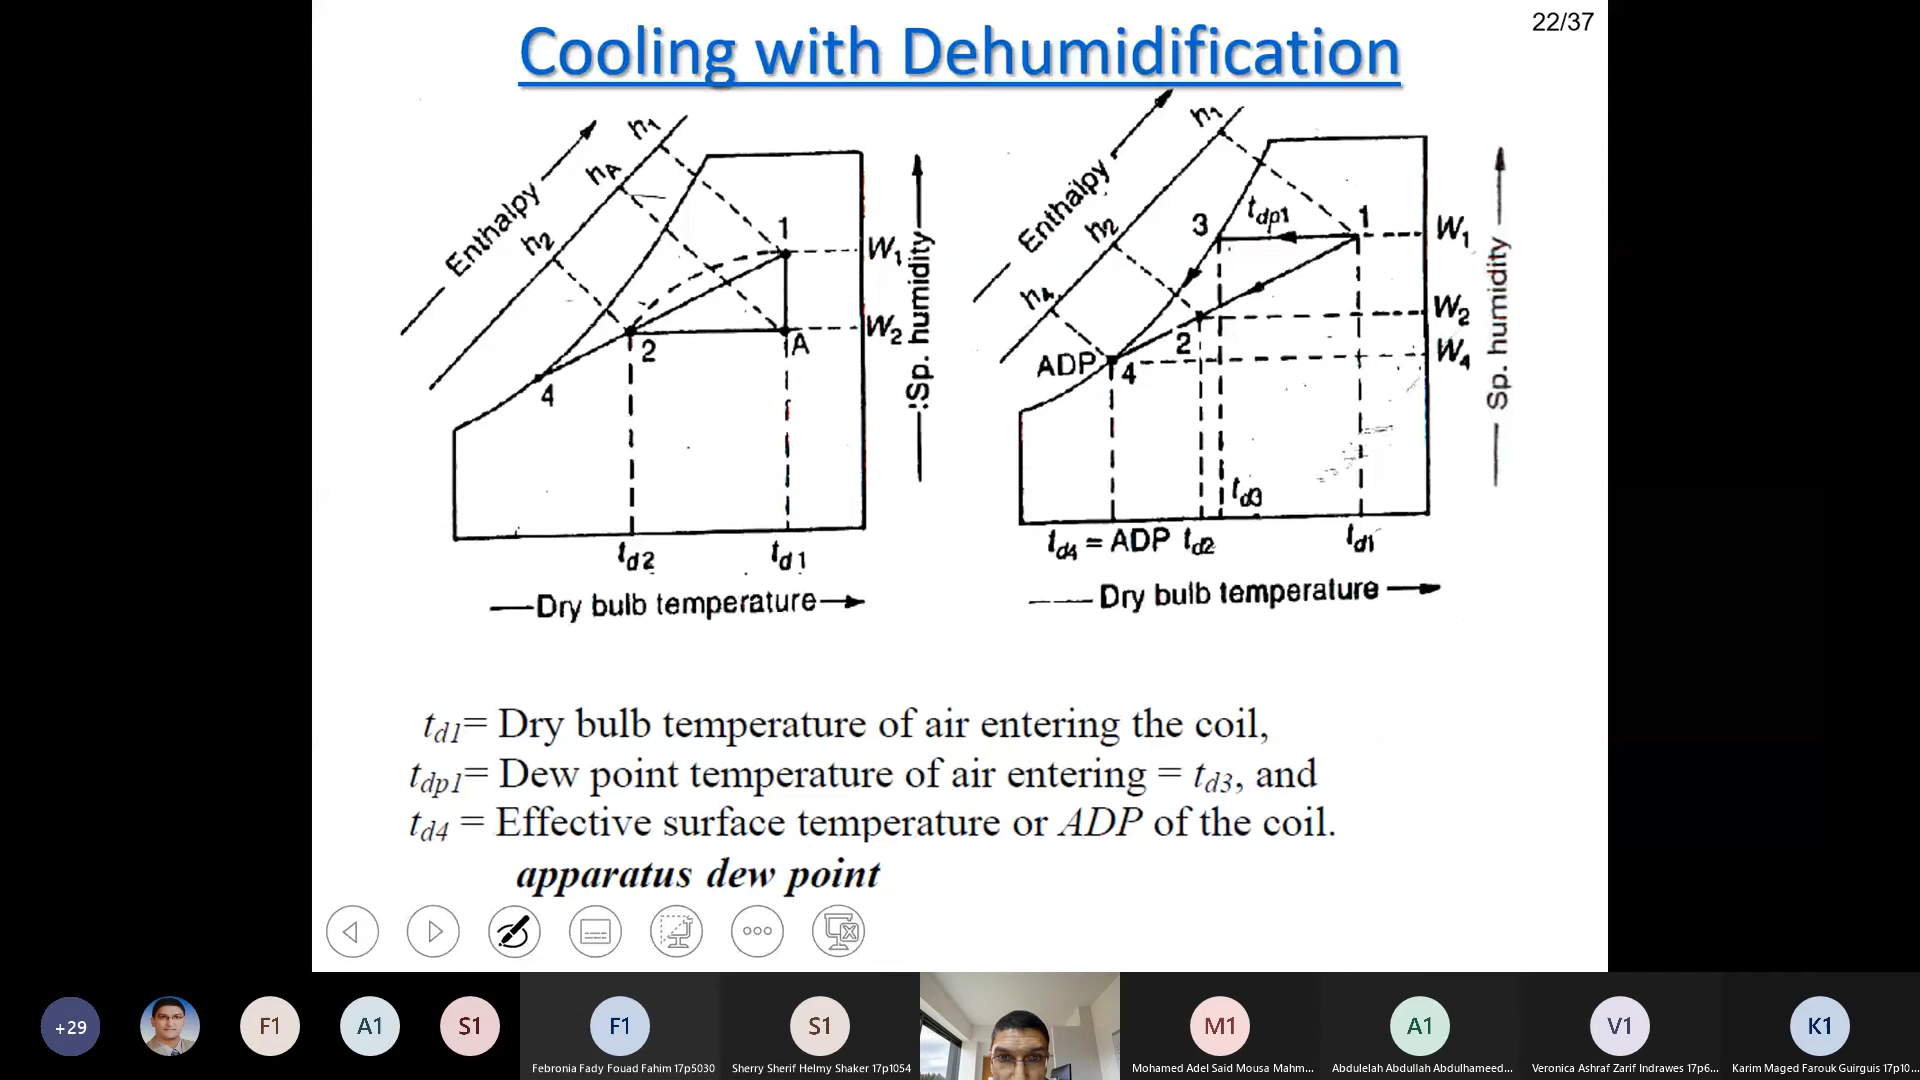 22/37
Cooling with Dehumidification
Enthalpy
h1
hA
h2
1
W1
W2
2
A
4
Sp. humidity
td2
td1
Dry bulb temperature
Enthalpy
h1
h2
h4
3
tdp1
1
W1
W2
W4
2
ADP
4
Sp. humidity
td3
td4 = ADP td2
td1
Dry bulb temperature
td1= Dry bulb temperature of air entering the coil,
tdp1= Dew point temperature of air entering = td3, and
td4 = Effective surface temperature or ADP of the coil.
apparatus dew point
+29
F1
A1
S1
F1
Febronia Fady Fouad Fahim 17p5030
S1
Sherry Sherif Helmy Shaker 17p1054
M1
Mohamed Adel Said Mousa Mahm...
A1
Abdulelah Abdullah Abdulhameed...
V1
Veronica Ashraf Zarif Indrawes 17p6...
K1
Karim Maged Farouk Guirguis 17p10...